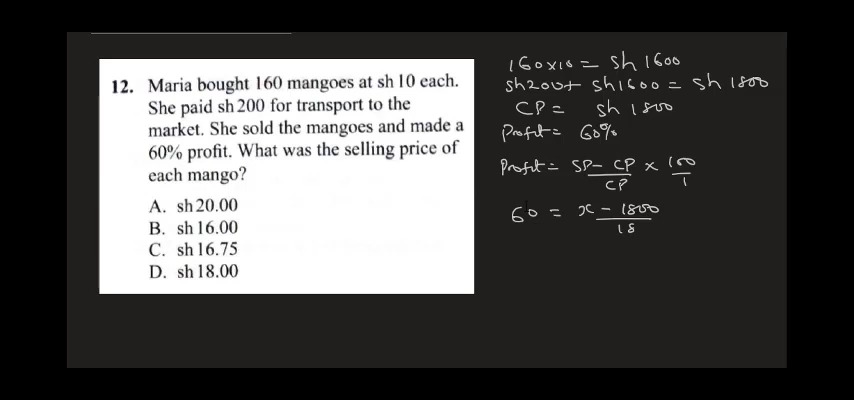 12. Maria bought 160 mangoes at sh 10 each.
She paid sh 200 for transport to the
market. She sold the mangoes and made a
60% profit. What was the selling price of
each mango?
A. sh 20.00
B. sh 16.00
C. sh 16.75
D. sh 18.00
160x10 = Sh 1600
Sh200+ Sh1600 = Sh 1800
CP = Sh 1800
Profit = 60%
Profit = SP - CP x 100
CP 1
60 = x - 1800
18